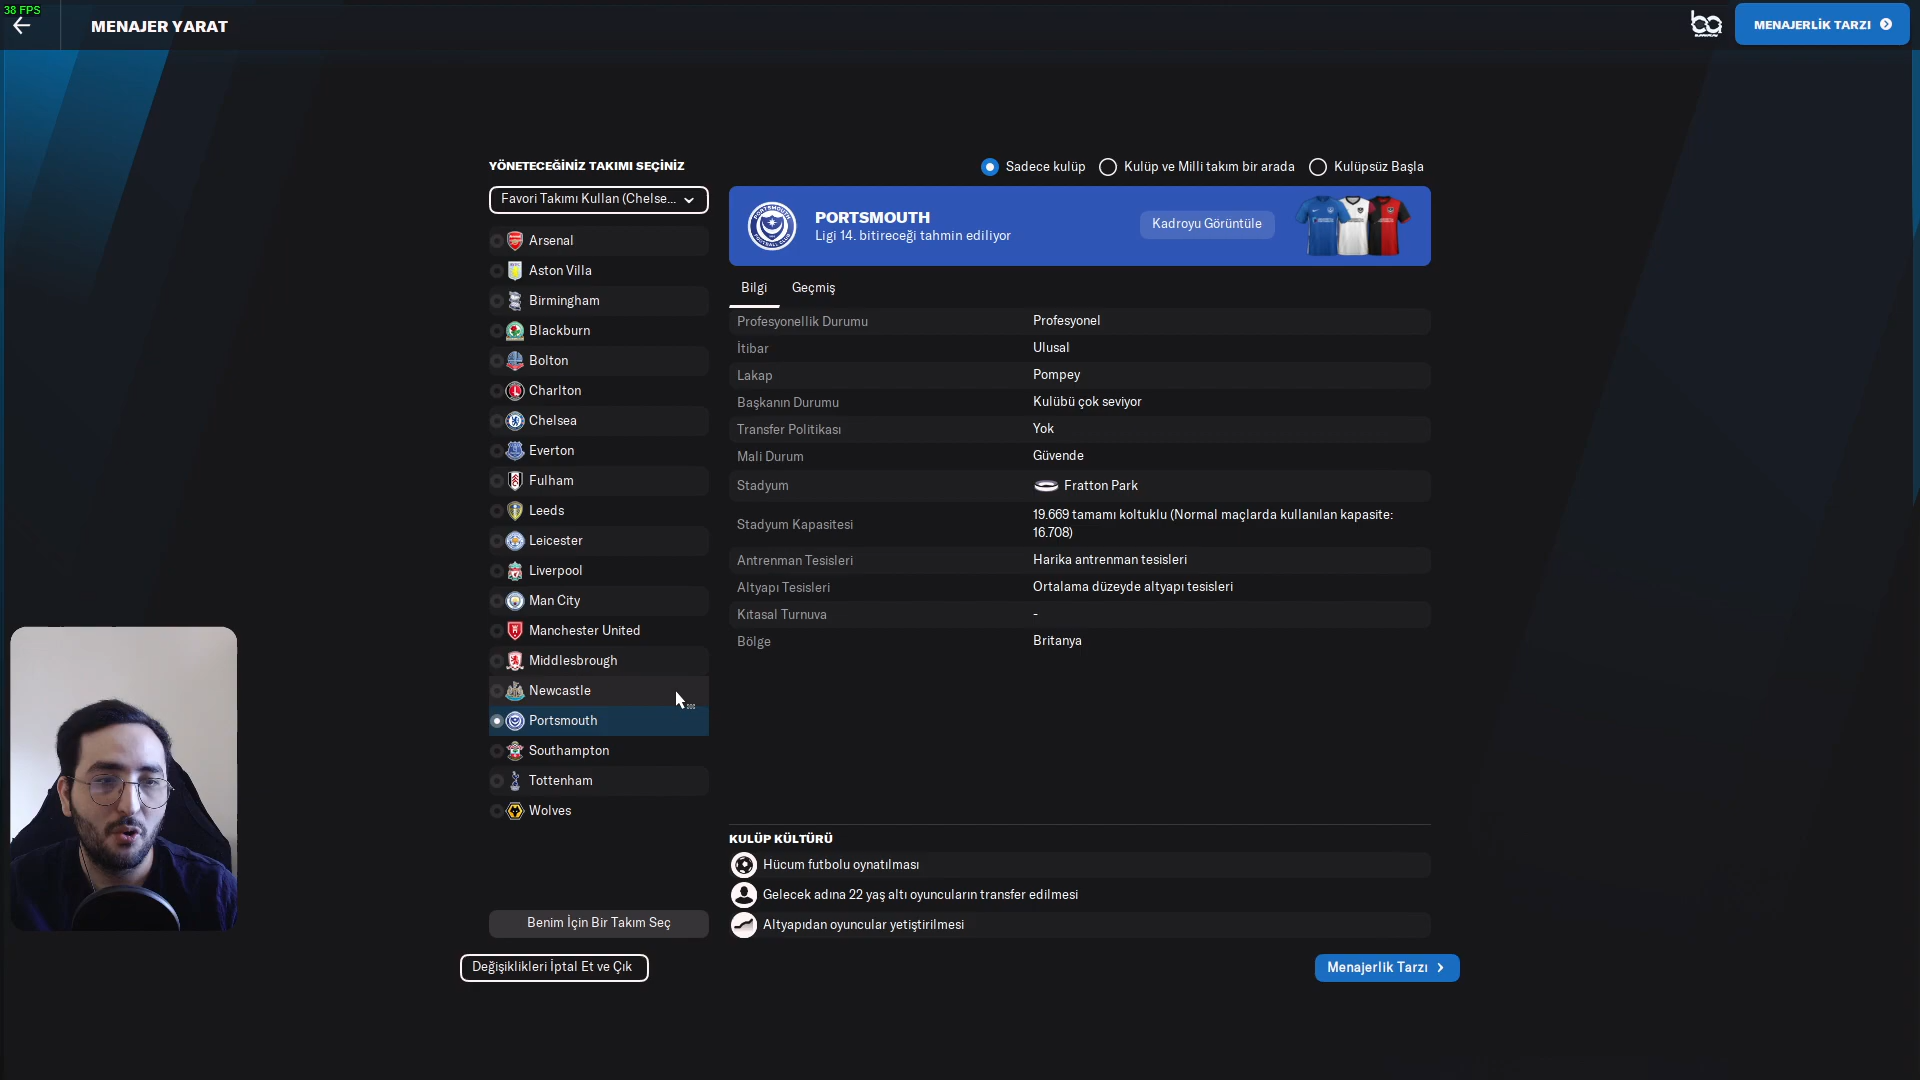 38 FPS
MENAJER YARAT
MENAJERLİK TARZI
YÖNETECEĞİNİZ TAKIMI SEÇİNİZ
Sadece kulüp
Kulüp ve Milli takım bir arada
Kulüpsüz Başla
Favori Takımı Kullan (Chelse...
Arsenal
Aston Villa
Birmingham
Blackburn
Bolton
Charlton
Chelsea
Everton
Fulham
Leeds
Leicester
Liverpool
Man City
Manchester United
Middlesbrough
Newcastle
Portsmouth
Southampton
Tottenham
Wolves
Benim İçin Bir Takım Seç
PORTSMOUTH
Ligi 14. bitireceği tahmin ediliyor
Kadroyu Görüntüle
Bilgi
Geçmiş
Profesyonellik Durumu
Profesyonel
İtibar
Ulusal
Lakap
Pompey
Başkanın Durumu
Kulübü çok seviyor
Transfer Politikası
Yok
Mali Durum
Güvende
Stadyum
Fratton Park
Stadyum Kapasitesi
19.669 tamamı koltuklu (Normal maçlarda kullanılan kapasite:
16.708)
Antrenman Tesisleri
Harika antrenman tesisleri
Altyapı Tesisleri
Ortalama düzeyde altyapı tesisleri
Kıtasal Turnuva
-
Bölge
Britanya
KULÜP KÜLTÜRÜ
Hücum futbolu oynatılması
Gelecek adına 22 yaş altı oyuncuların transfer edilmesi
Altyapıdan oyuncular yetiştirilmesi
Değişiklikleri İptal Et ve Çık
Menajerlik Tarzı